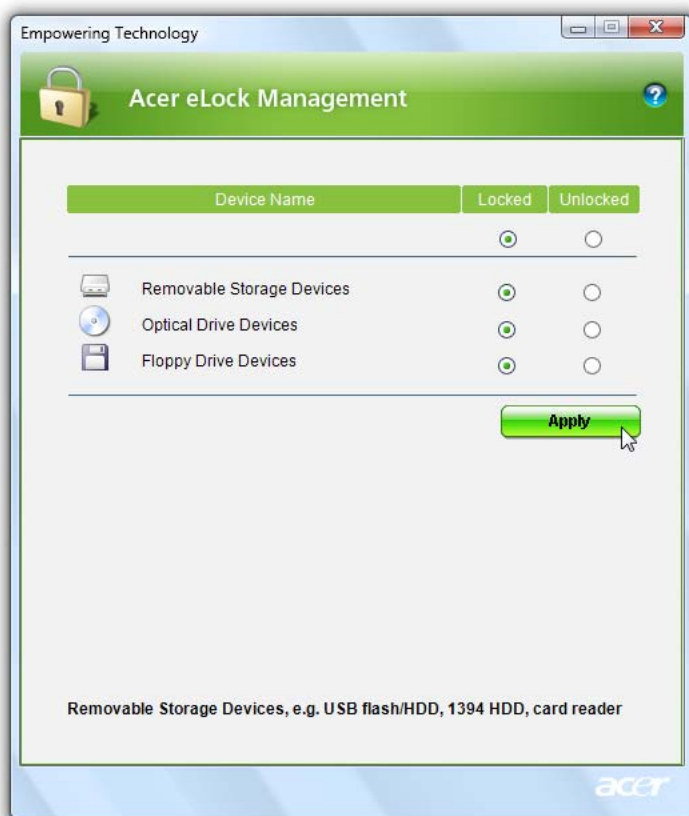 Empowering Technology
Acer eLock Management
?
Device Name Locked Unlocked
Removable Storage Devices
Optical Drive Devices
Floppy Drive Devices
Apply
Removable Storage Devices, e.g. USB flash/HDD, 1394 HDD, card reader
acer